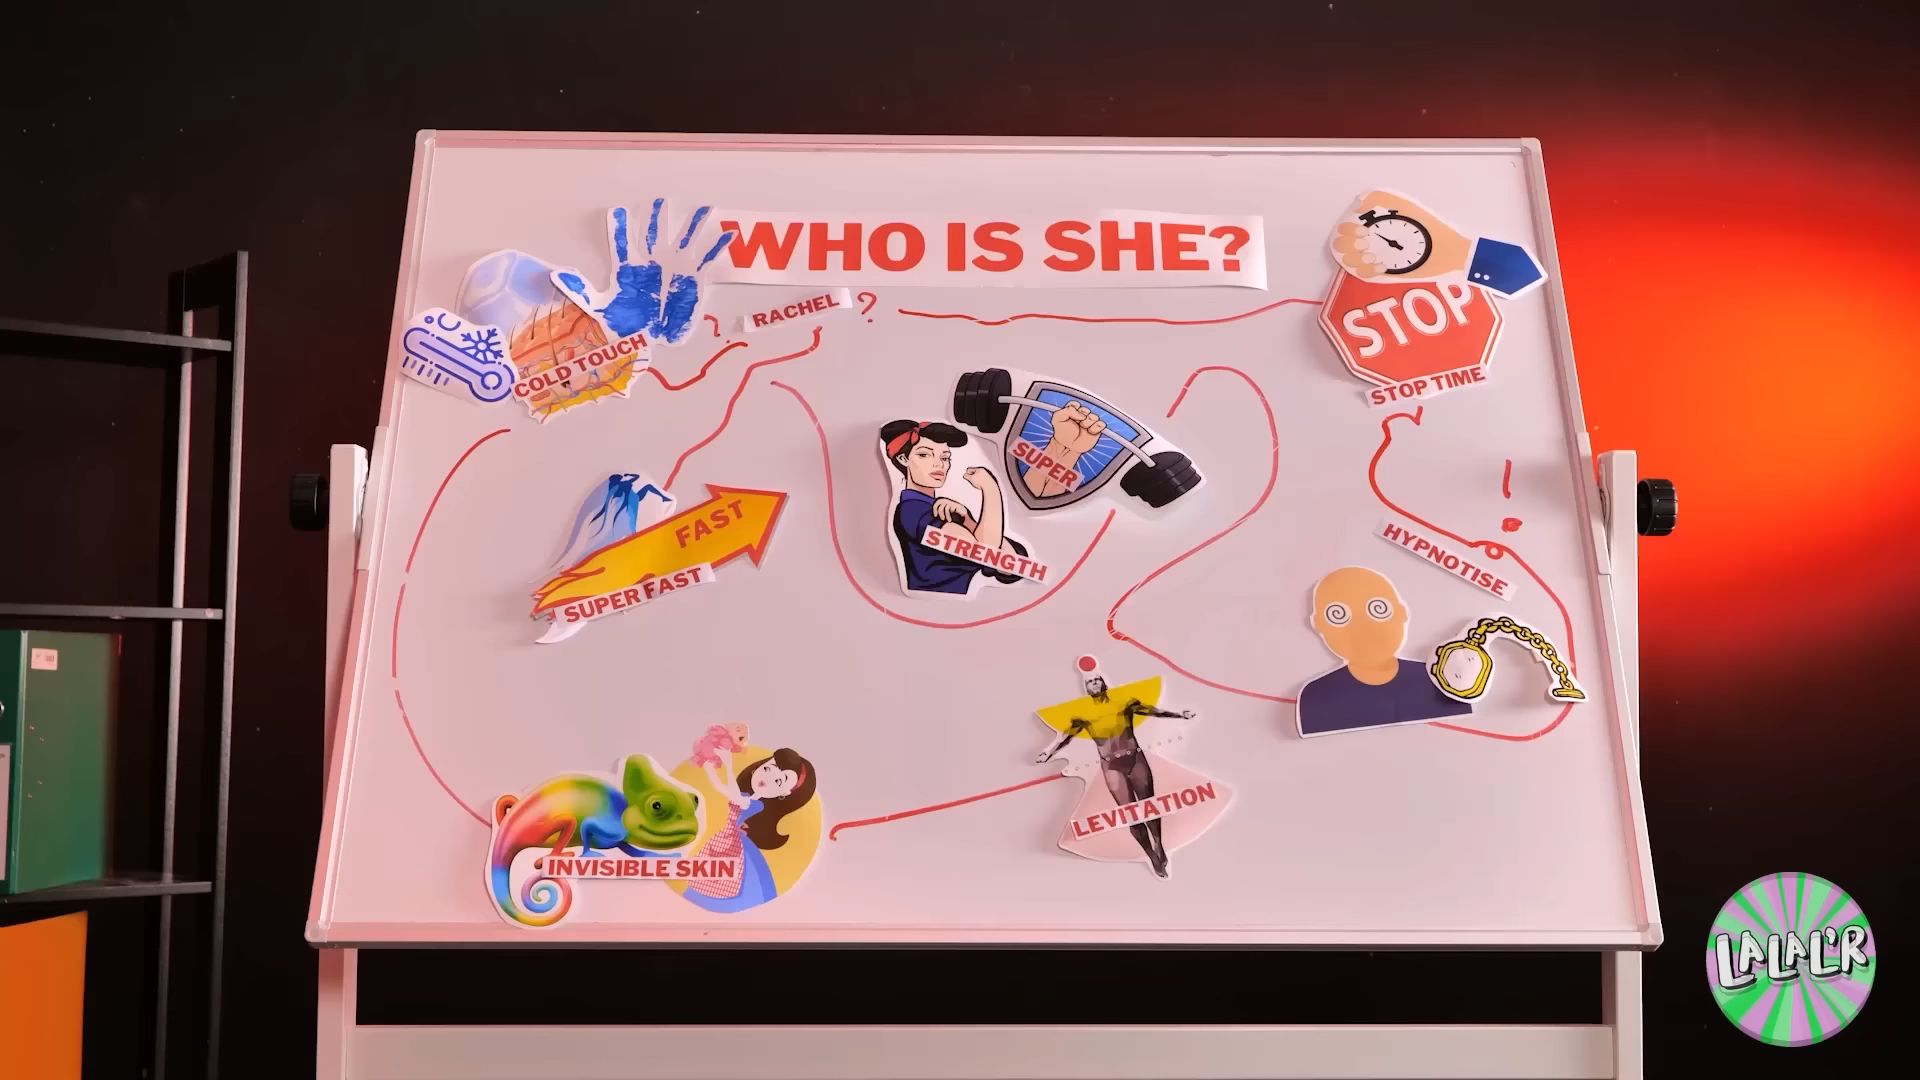 WHO IS SHE?
? RACHEL ?
COLD TOUCH
STOP
STOP TIME
SUPER
STRENGTH
FAST
SUPER FAST
!
HYPNOTISE
LEVITATION
INVISIBLE SKIN
LALAL'R